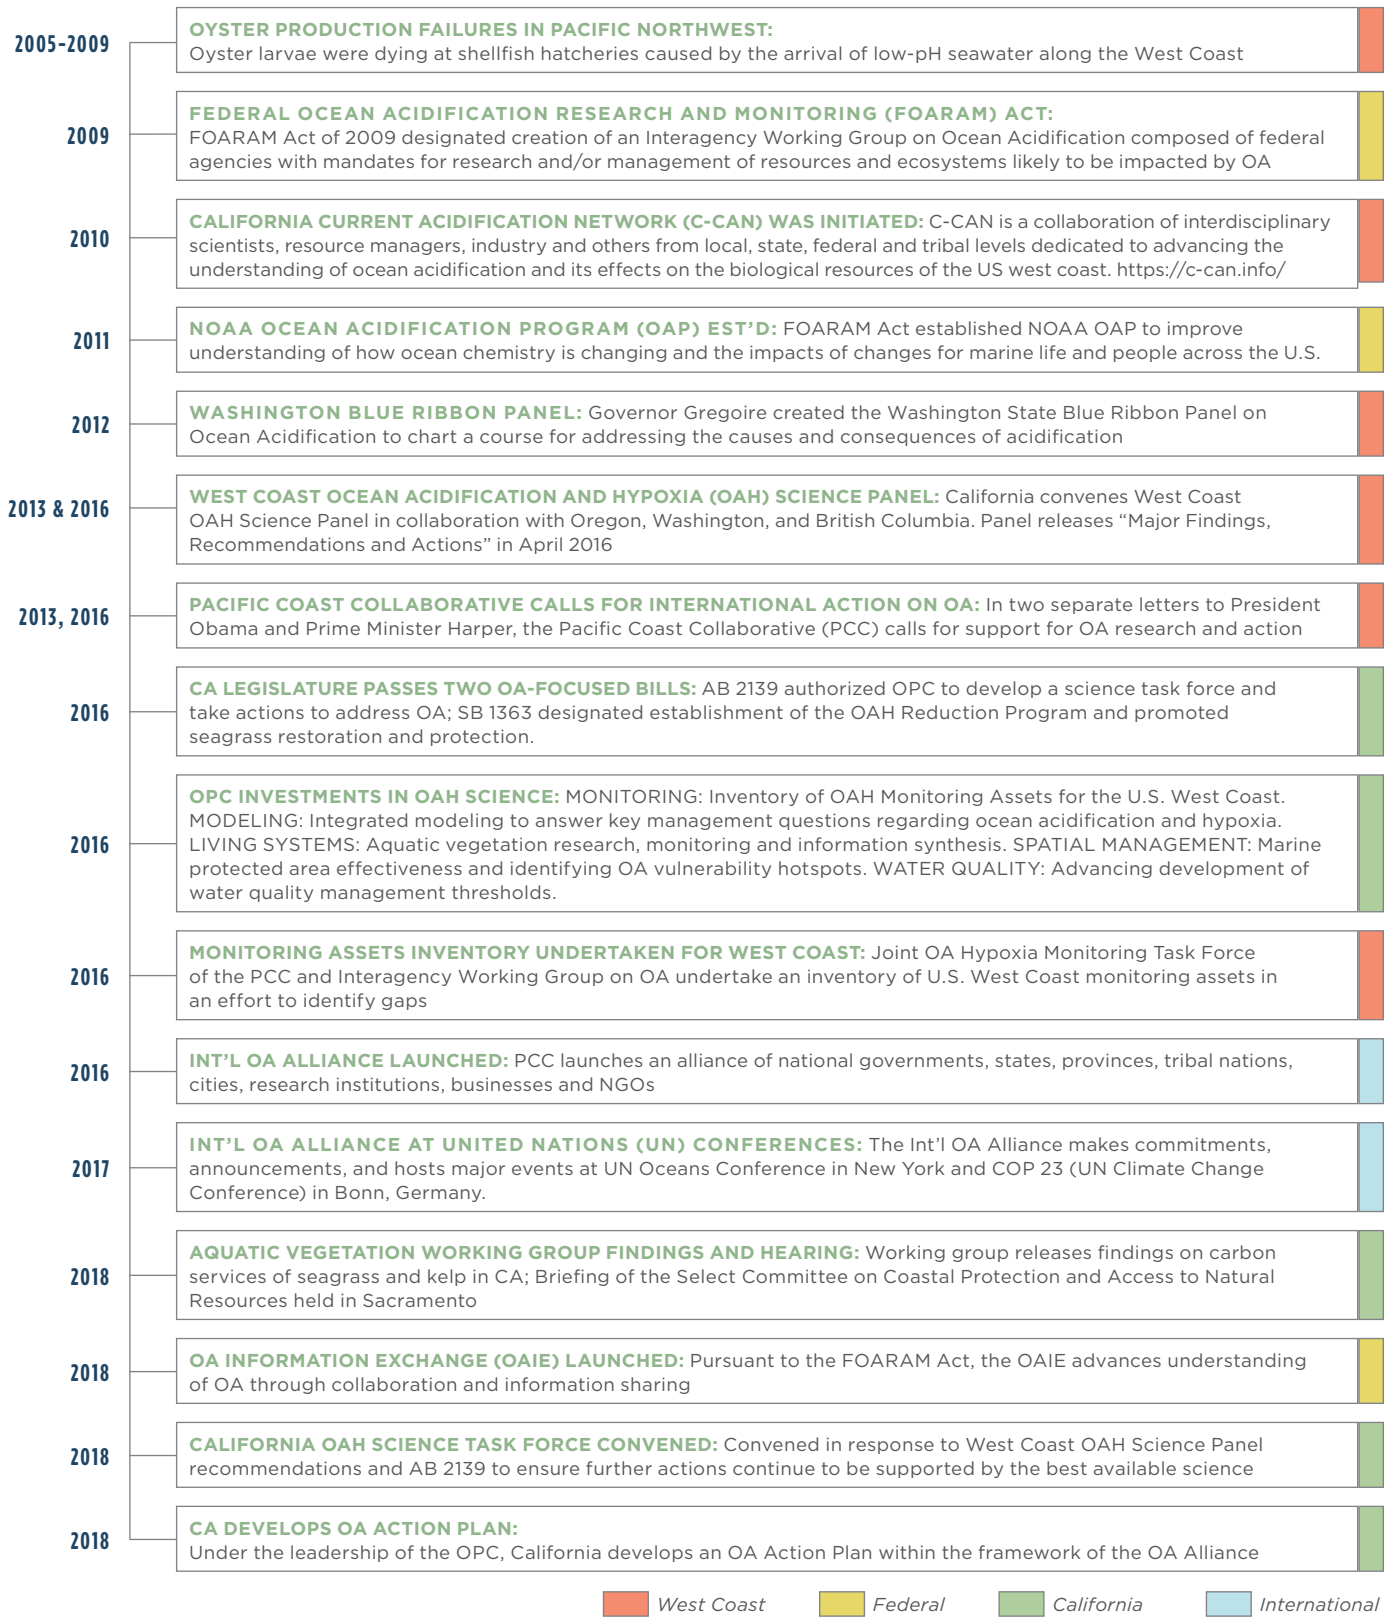 2005-2009
OYSTER PRODUCTION FAILURES IN PACIFIC NORTHWEST:
Oyster larvae were dying at shellfish hatcheries caused by the arrival of low-pH seawater along the West Coast
2009
FEDERAL OCEAN ACIDIFICATION RESEARCH AND MONITORING (FOARAM) ACT:
FOARAM Act of 2009 designated creation of an Interagency Working Group on Ocean Acidification composed of federal
agencies with mandates for research and/or management of resources and ecosystems likely to be impacted by OA
2010
CALIFORNIA CURRENT ACIDIFICATION NETWORK (C-CAN) WAS INITIATED: C-CAN is a collaboration of interdisciplinary
scientists, resource managers, industry and others from local, state, federal and tribal levels dedicated to advancing the
understanding of ocean acidification and its effects on the biological resources of the US west coast. https://c-can.info/
2011
NOAA OCEAN ACIDIFICATION PROGRAM (OAP) EST’D: FOARAM Act established NOAA OAP to improve
understanding of how ocean chemistry is changing and the impacts of changes for marine life and people across the U.S.
2012
WASHINGTON BLUE RIBBON PANEL: Governor Gregoire created the Washington State Blue Ribbon Panel on
Ocean Acidification to chart a course for addressing the causes and consequences of acidification
2013 & 2016
WEST COAST OCEAN ACIDIFICATION AND HYPOXIA (OAH) SCIENCE PANEL: California convenes West Coast
OAH Science Panel in collaboration with Oregon, Washington, and British Columbia. Panel releases “Major Findings,
Recommendations and Actions” in April 2016
2013, 2016
PACIFIC COAST COLLABORATIVE CALLS FOR INTERNATIONAL ACTION ON OA: In two separate letters to President
Obama and Prime Minister Harper, the Pacific Coast Collaborative (PCC) calls for support for OA research and action
2016
CA LEGISLATURE PASSES TWO OA-FOCUSED BILLS: AB 2139 authorized OPC to develop a science task force and
take actions to address OA; SB 1363 designated establishment of the OAH Reduction Program and promoted
seagrass restoration and protection.
2016
OPC INVESTMENTS IN OAH SCIENCE: MONITORING: Inventory of OAH Monitoring Assets for the U.S. West Coast.
MODELING: Integrated modeling to answer key management questions regarding ocean acidification and hypoxia.
LIVING SYSTEMS: Aquatic vegetation research, monitoring and information synthesis. SPATIAL MANAGEMENT: Marine
protected area effectiveness and identifying OA vulnerability hotspots. WATER QUALITY: Advancing development of
water quality management thresholds.
2016
MONITORING ASSETS INVENTORY UNDERTAKEN FOR WEST COAST: Joint OA Hypoxia Monitoring Task Force
of the PCC and Interagency Working Group on OA undertake an inventory of U.S. West Coast monitoring assets in
an effort to identify gaps
2016
INT’L OA ALLIANCE LAUNCHED: PCC launches an alliance of national governments, states, provinces, tribal nations,
cities, research institutions, businesses and NGOs
2017
INT’L OA ALLIANCE AT UNITED NATIONS (UN) CONFERENCES: The Int’l OA Alliance makes commitments,
announcements, and hosts major events at UN Oceans Conference in New York and COP 23 (UN Climate Change
Conference) in Bonn, Germany.
2018
AQUATIC VEGETATION WORKING GROUP FINDINGS AND HEARING: Working group releases findings on carbon
services of seagrass and kelp in CA; Briefing of the Select Committee on Coastal Protection and Access to Natural
Resources held in Sacramento
2018
OA INFORMATION EXCHANGE (OAIE) LAUNCHED: Pursuant to the FOARAM Act, the OAIE advances understanding
of OA through collaboration and information sharing
2018
CALIFORNIA OAH SCIENCE TASK FORCE CONVENED: Convened in response to West Coast OAH Science Panel
recommendations and AB 2139 to ensure further actions continue to be supported by the best available science
2018
CA DEVELOPS OA ACTION PLAN:
Under the leadership of the OPC, California develops an OA Action Plan within the framework of the OA Alliance
West Coast Federal California International